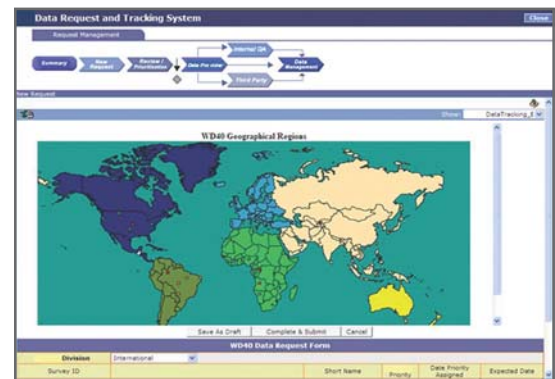 Data Request and Tracking System
Close
Request Management
Summary
New Request
Review / Prioritization
Data Pre-view
Internal QA
Third Party
Data Management
New Request
Show:
DataTracking_E
WD40 Geographical Regions
Save As Draft
Complete & Submit
Cancel
WD40 Data Request Form
Division
International
Survey ID
Short Name
Priority
Date Priority Assigned
Expected Date